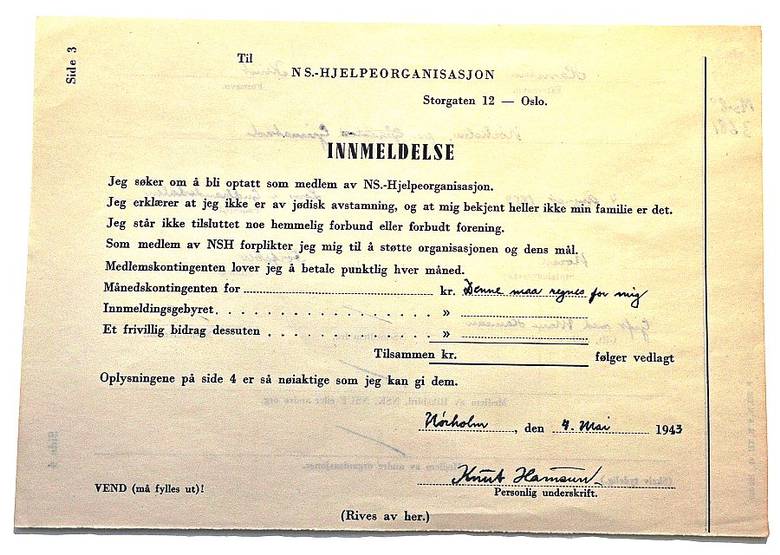 Side 3
Til
NS.-HJELPEORGANISASJON
Storgaten 12 — Oslo.
INNMELDELSE
Jeg søker om å bli optatt som medlem av NS.-Hjelpeorganisasjon.
Jeg erklærer at jeg ikke er av jødisk avstamning, og at mig bekjent heller ikke min familie er det.
Jeg står ikke tilsluttet noe hemmelig forbund eller forbudt forening.
Som medlem av NSH forplikter jeg mig til å støtte organisasjonen og dens mål.
Medlemskontingenten lover jeg å betale punktlig hver måned.
Månedskontingenten for kr. Denne maa regnes for mig
Innmeldingsgebyret »
Et frivillig bidrag dessuten »
Tilsammen kr. følger vedlagt
Oplysningene på side 4 er så nøiaktige som jeg kan gi dem.
Nörholm, den 4. Mai 1943
Knut Hamsun
Personlig underskrift.
VEND (må fylles ut)!
(Rives av her.)